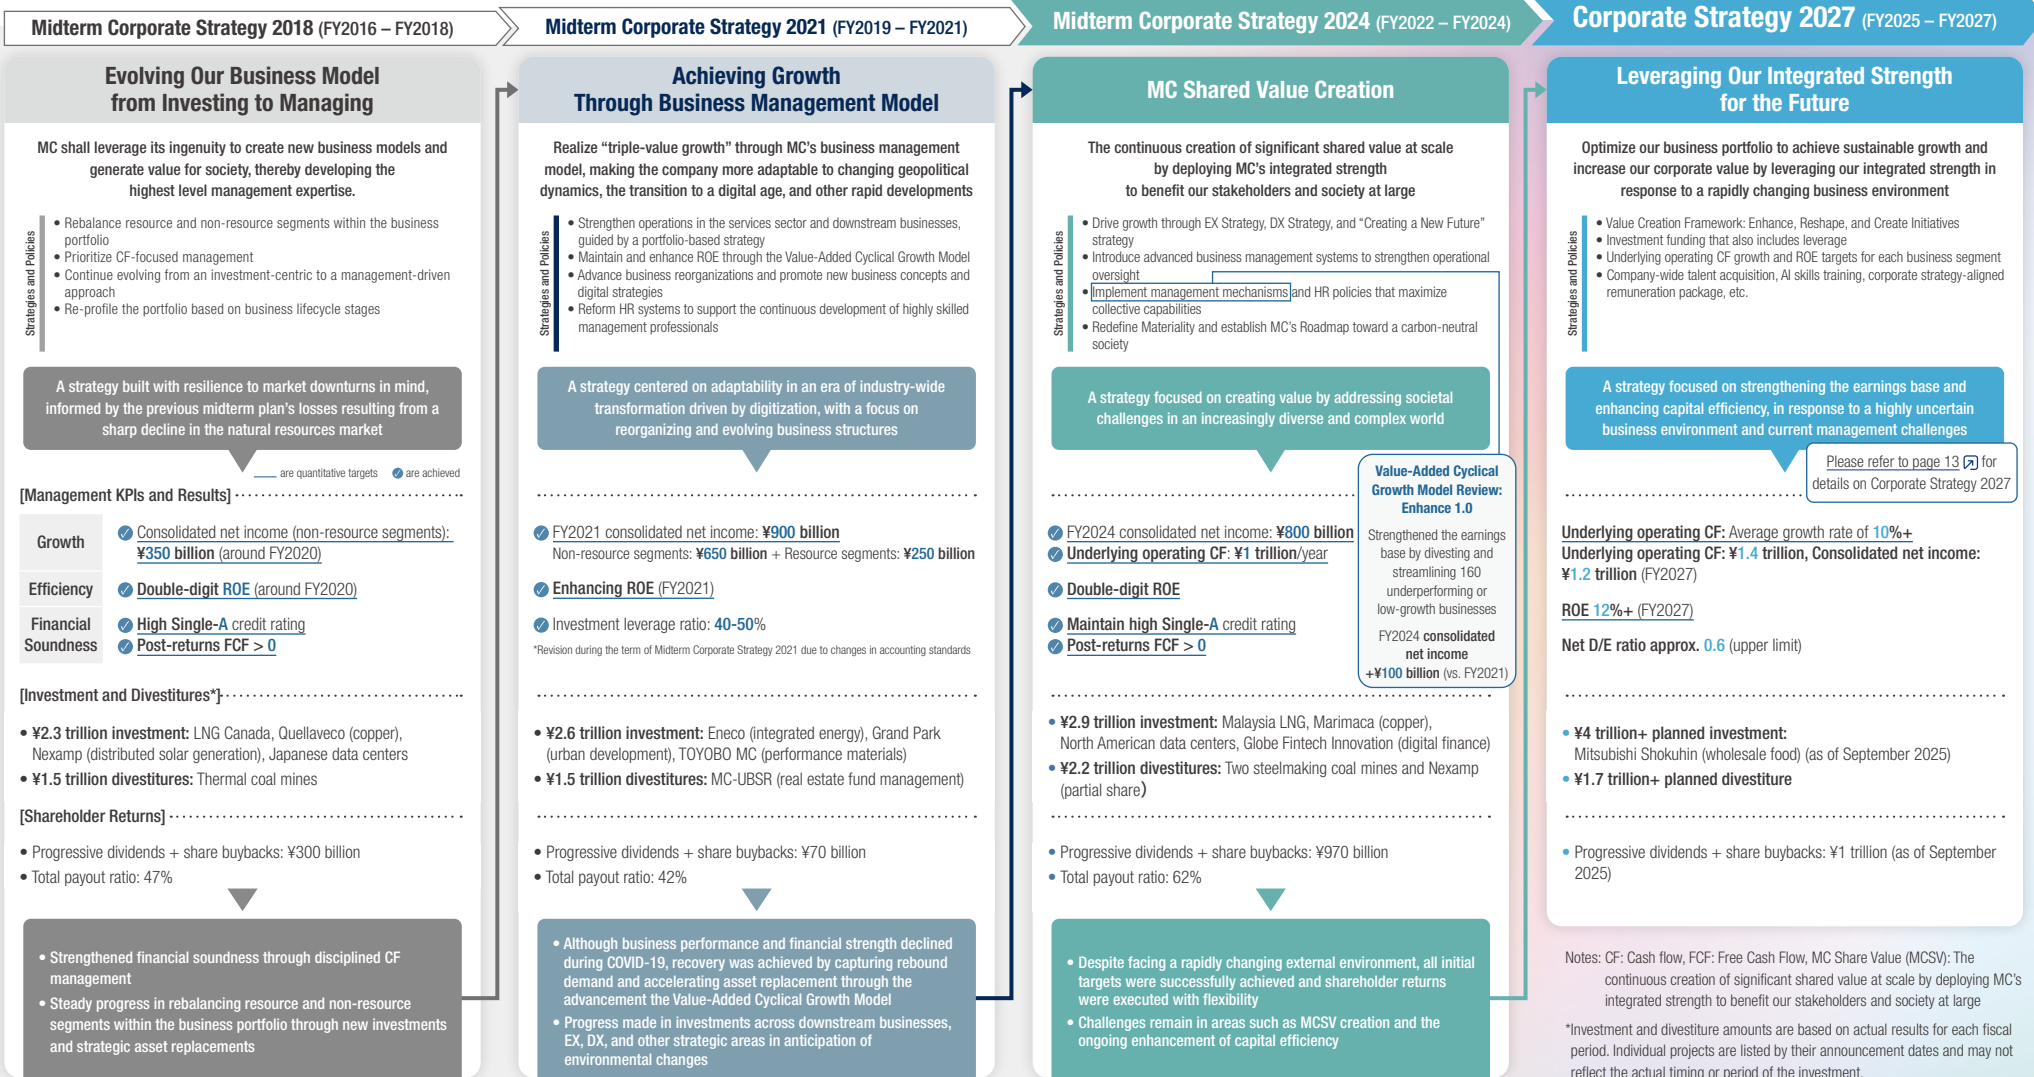 Midterm Corporate Strategy 2018 (FY2016 – FY2018)
Midterm Corporate Strategy 2021 (FY2019 – FY2021)
Midterm Corporate Strategy 2024 (FY2022 – FY2024)
Corporate Strategy 2027 (FY2025 – FY2027)
Evolving Our Business Model
from Investing to Managing
MC shall leverage its ingenuity to create new business models and
generate value for society, thereby developing the
highest level management expertise.
Strategies and Policies
• Rebalance resource and non-resource segments within the business
portfolio
• Prioritize CF-focused management
• Continue evolving from an investment-centric to a management-driven
approach
• Re-profile the portfolio based on business lifecycle stages
A strategy built with resilience to market downturns in mind,
informed by the previous midterm plan's losses resulting from a
sharp decline in the natural resources market
are quantitative targets ✓ are achieved
[Management KPIs and Results]
Growth
✓ Consolidated net income (non-resource segments):
¥350 billion (around FY2020)
Efficiency
✓ Double-digit ROE (around FY2020)
Financial
Soundness
✓ High Single-A credit rating
✓ Post-returns FCF > 0
[Investment and Divestitures*]
• ¥2.3 trillion investment: LNG Canada, Quellaveco (copper),
Nexamp (distributed solar generation), Japanese data centers
• ¥1.5 trillion divestitures: Thermal coal mines
[Shareholder Returns]
• Progressive dividends + share buybacks: ¥300 billion
• Total payout ratio: 47%
• Strengthened financial soundness through disciplined CF
management
• Steady progress in rebalancing resource and non-resource
segments within the business portfolio through new investments
and strategic asset replacements
Achieving Growth
Through Business Management Model
Realize “triple-value growth” through MC's business management
model, making the company more adaptable to changing geopolitical
dynamics, the transition to a digital age, and other rapid developments
Strategies and Policies
• Strengthen operations in the services sector and downstream businesses,
guided by a portfolio-based strategy
• Maintain and enhance ROE through the Value-Added Cyclical Growth Model
• Advance business reorganizations and promote new business concepts and
digital strategies
• Reform HR systems to support the continuous development of highly skilled
management professionals
A strategy centered on adaptability in an era of industry-wide
transformation driven by digitization, with a focus on
reorganizing and evolving business structures
✓ FY2021 consolidated net income: ¥900 billion
Non-resource segments: ¥650 billion + Resource segments: ¥250 billion
✓ Enhancing ROE (FY2021)
✓ Investment leverage ratio: 40-50%
*Revision during the term of Midterm Corporate Strategy 2021 due to changes in accounting standards
• ¥2.6 trillion investment: Eneco (integrated energy), Grand Park
(urban development), TOYOBO MC (performance materials)
• ¥1.5 trillion divestitures: MC-UBSR (real estate fund management)
• Progressive dividends + share buybacks: ¥70 billion
• Total payout ratio: 42%
• Although business performance and financial strength declined
during COVID-19, recovery was achieved by capturing rebound
demand and accelerating asset replacement through the
advancement the Value-Added Cyclical Growth Model
• Progress made in investments across downstream businesses,
EX, DX, and other strategic areas in anticipation of
environmental changes
MC Shared Value Creation
The continuous creation of significant shared value at scale
by deploying MC's integrated strength
to benefit our stakeholders and society at large
Strategies and Policies
• Drive growth through EX Strategy, DX Strategy, and “Creating a New Future”
strategy
• Introduce advanced business management systems to strengthen operational
oversight
• Implement management mechanisms and HR policies that maximize
collective capabilities
• Redefine Materiality and establish MC's Roadmap toward a carbon-neutral
society
A strategy focused on creating value by addressing societal
challenges in an increasingly diverse and complex world
✓ FY2024 consolidated net income: ¥800 billion
✓ Underlying operating CF: ¥1 trillion/year
✓ Double-digit ROE
✓ Maintain high Single-A credit rating
✓ Post-returns FCF > 0
Value-Added Cyclical
Growth Model Review:
Enhance 1.0
Strengthened the earnings
base by divesting and
streamlining 160
underperforming or
low-growth businesses
FY2024 consolidated
net income
+¥100 billion (vs. FY2021)
• ¥2.9 trillion investment: Malaysia LNG, Marimaca (copper),
North American data centers, Globe Fintech Innovation (digital finance)
• ¥2.2 trillion divestitures: Two steelmaking coal mines and Nexamp
(partial share)
• Progressive dividends + share buybacks: ¥970 billion
• Total payout ratio: 62%
• Despite facing a rapidly changing external environment, all initial
targets were successfully achieved and shareholder returns
were executed with flexibility
• Challenges remain in areas such as MCSV creation and the
ongoing enhancement of capital efficiency
Leveraging Our Integrated Strength
for the Future
Optimize our business portfolio to achieve sustainable growth and
increase our corporate value by leveraging our integrated strength in
response to a rapidly changing business environment
Strategies and Policies
• Value Creation Framework: Enhance, Reshape, and Create Initiatives
• Investment funding that also includes leverage
• Underlying operating CF growth and ROE targets for each business segment
• Company-wide talent acquisition, AI skills training, corporate strategy-aligned
remuneration package, etc.
A strategy focused on strengthening the earnings base and
enhancing capital efficiency, in response to a highly uncertain
business environment and current management challenges
Please refer to page 13 for
details on Corporate Strategy 2027
Underlying operating CF: Average growth rate of 10%+
Underlying operating CF: ¥1.4 trillion, Consolidated net income:
¥1.2 trillion (FY2027)
ROE 12%+ (FY2027)
Net D/E ratio approx. 0.6 (upper limit)
• ¥4 trillion+ planned investment:
Mitsubishi Shokuhin (wholesale food) (as of September 2025)
• ¥1.7 trillion+ planned divestiture
• Progressive dividends + share buybacks: ¥1 trillion (as of September
2025)
Notes: CF: Cash flow, FCF: Free Cash Flow, MC Share Value (MCSV): The
continuous creation of significant shared value at scale by deploying MC's
integrated strength to benefit our stakeholders and society at large
*Investment and divestiture amounts are based on actual results for each fiscal
period. Individual projects are listed by their announcement dates and may not
reflect the actual timing or period of the investment.